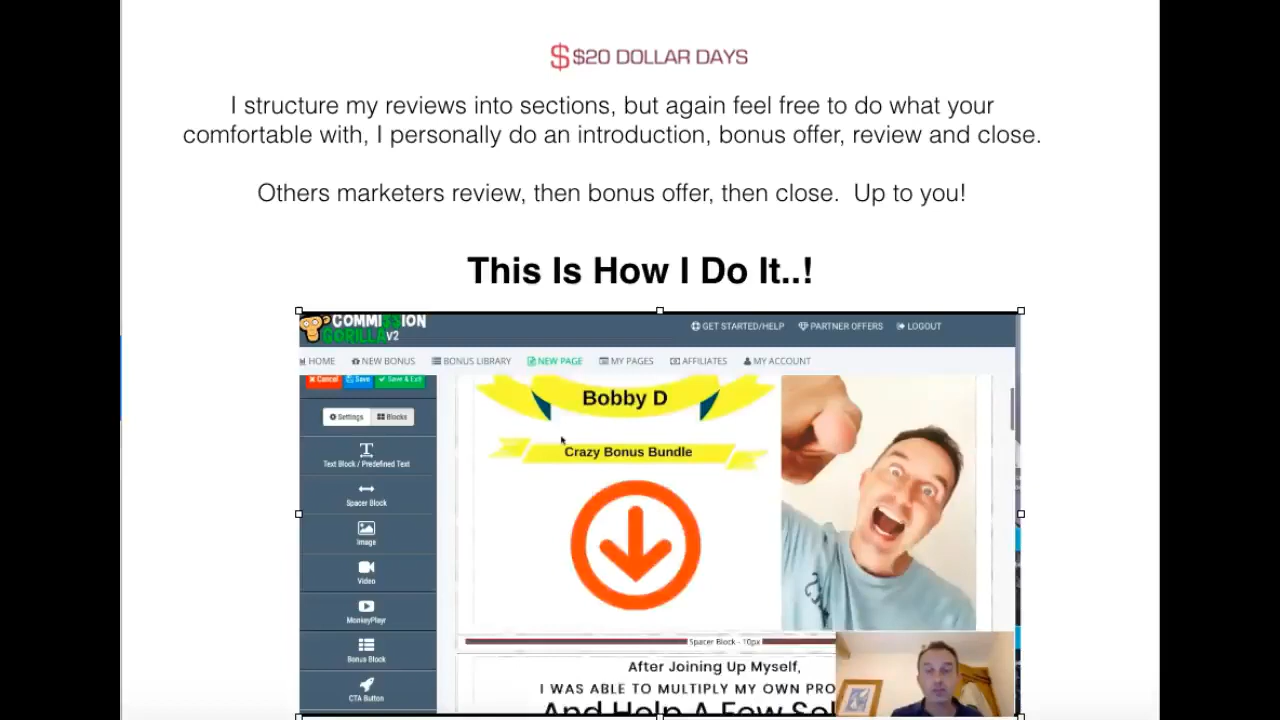 $ $20 DOLLAR DAYS
I structure my reviews into sections, but again feel free to do what your
comfortable with, I personally do an introduction, bonus offer, review and close.
Others marketers review, then bonus offer, then close.  Up to you!
This Is How I Do It..!
COMMISSION
GORILLA V2
GET STARTED/HELP
PARTNER OFFERS
LOGOUT
HOME
NEW BONUS
BONUS LIBRARY
NEW PAGE
MY PAGES
AFFILIATES
MY ACCOUNT
Cancel
Save
Save & Exit
Settings
Blocks
Text Block / Predefined Text
Spacer Block
Image
Video
MonkeyPlayr
Bonus Block
CTA Button
Bobby D
Crazy Bonus Bundle
Spacer Block - 10px
After Joining Up Myself,
I WAS ABLE TO MULTIPLY MY OWN PRO
And Help A Few